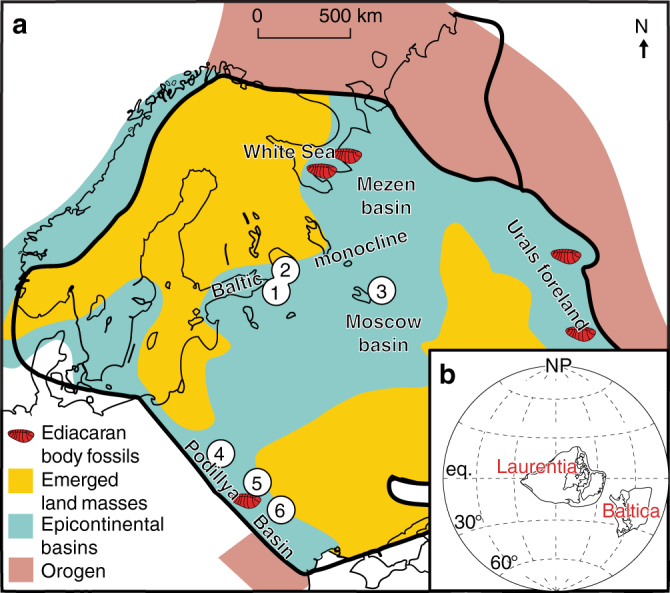 a
0 500 km
N
White Sea
Mezen
basin
Urals foreland
Baltic monocline
2
1
3
Moscow
basin
4
5
6
Podillya Basin
Ediacaran
body fossils
Emerged
land masses
Epicontinental
basins
Orogen
b
NP
Laurentia
eq.
Baltica
30°
60°